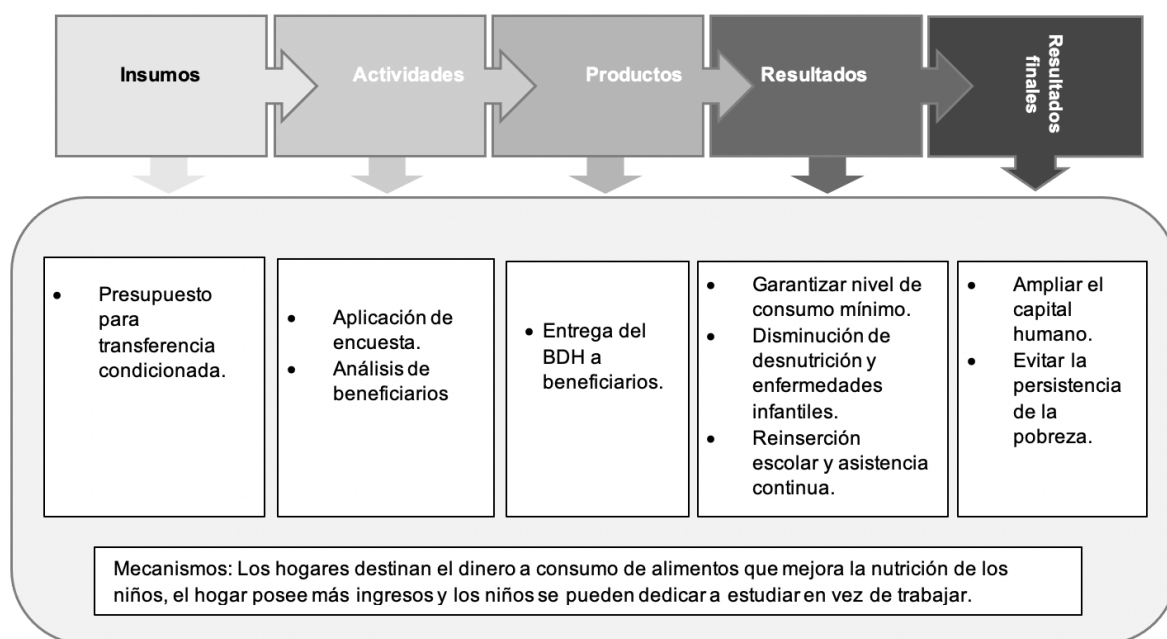 Insumos
Actividades
Productos
Resultados
Resultados
finales
• Presupuesto
para
transferencia
condicionada.
• Aplicación de
encuesta.
• Análisis de
beneficiarios
• Entrega del
BDH a
beneficiarios.
• Garantizar nivel de
consumo mínimo.
• Disminución de
desnutrición y
enfermedades
infantiles.
• Reinserción
escolar y asistencia
continua.
• Ampliar el
capital
humano.
• Evitar la
persistencia
de la
pobreza.
Mecanismos: Los hogares destinan el dinero a consumo de alimentos que mejora la nutrición de los
niños, el hogar posee más ingresos y los niños se pueden dedicar a estudiar en vez de trabajar.